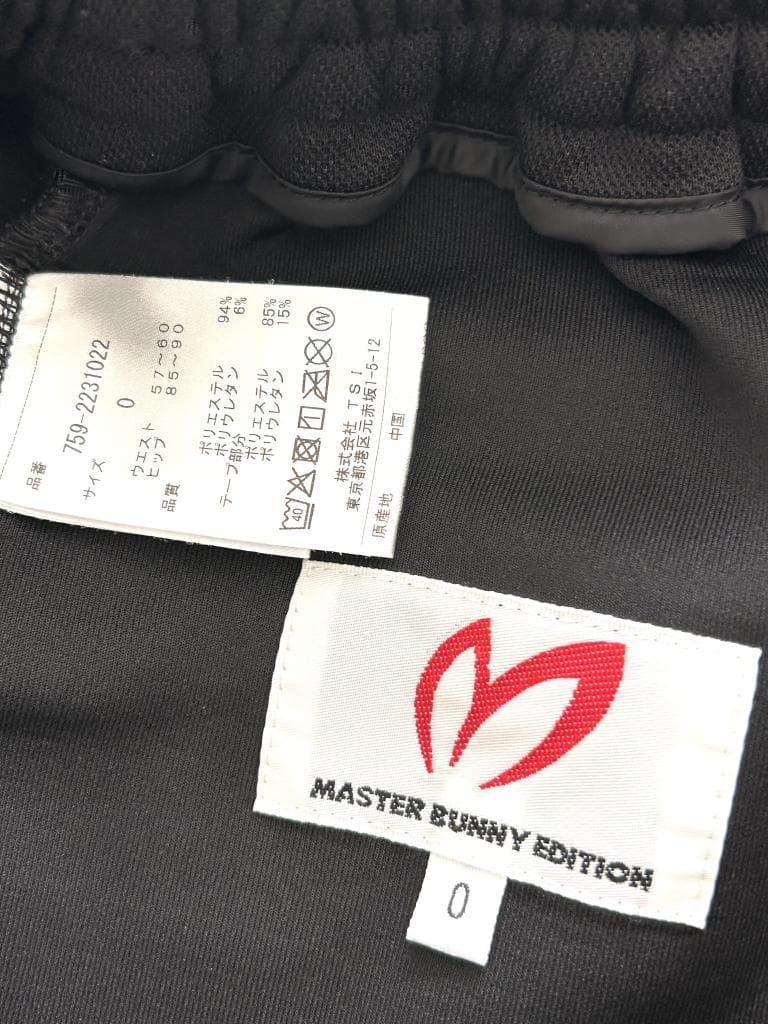 品番
759-2231022
サイズ
0
ウエスト 57～60
ヒップ 85～90
品質
ポリエステル 94%
ポリウレタン 6%
テープ部分
ポリエステル 85%
ポリウレタン 15%
40
W
株式会社 TSI
東京都港区元赤坂1-5-12
原産地 中国
MASTER BUNNY EDITION
0